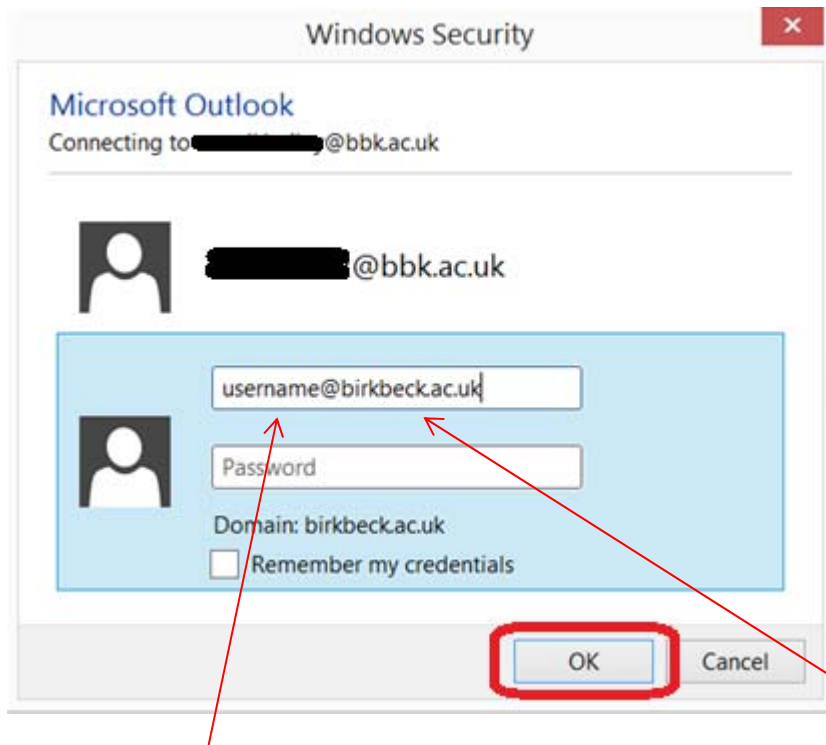 Windows Security
Microsoft Outlook
Connecting to @bbk.ac.uk
@bbk.ac.uk
username@birkbeck.ac.uk
Password
Domain: birkbeck.ac.uk
Remember my credentials
OK Cancel